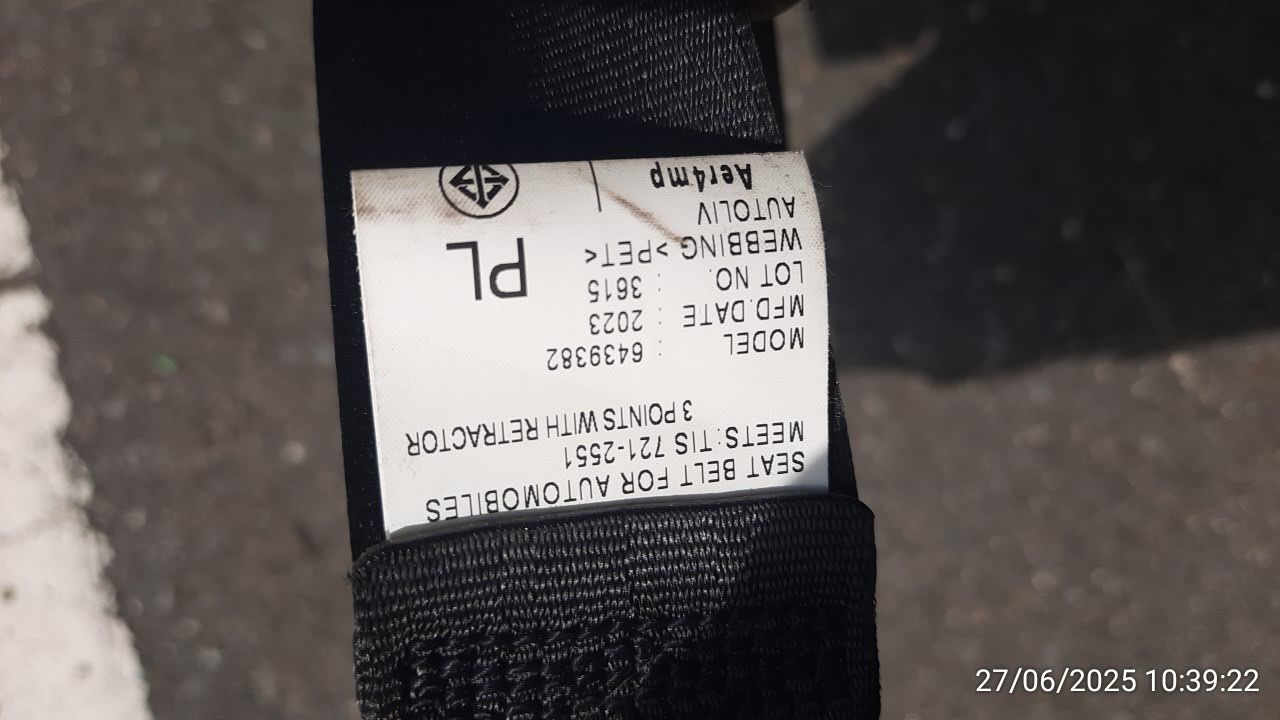 SEAT BELT FOR AUTOMOBILES
MEETS:TIS 721-2551
3 POINTS WITH RETRACTOR
MODEL : 6439382
MFD.DATE : 2023
LOT NO. : 3615
WEBBING >PET<
AUTOLIV
PL
Aer4mp
27/06/2025 10:39:22